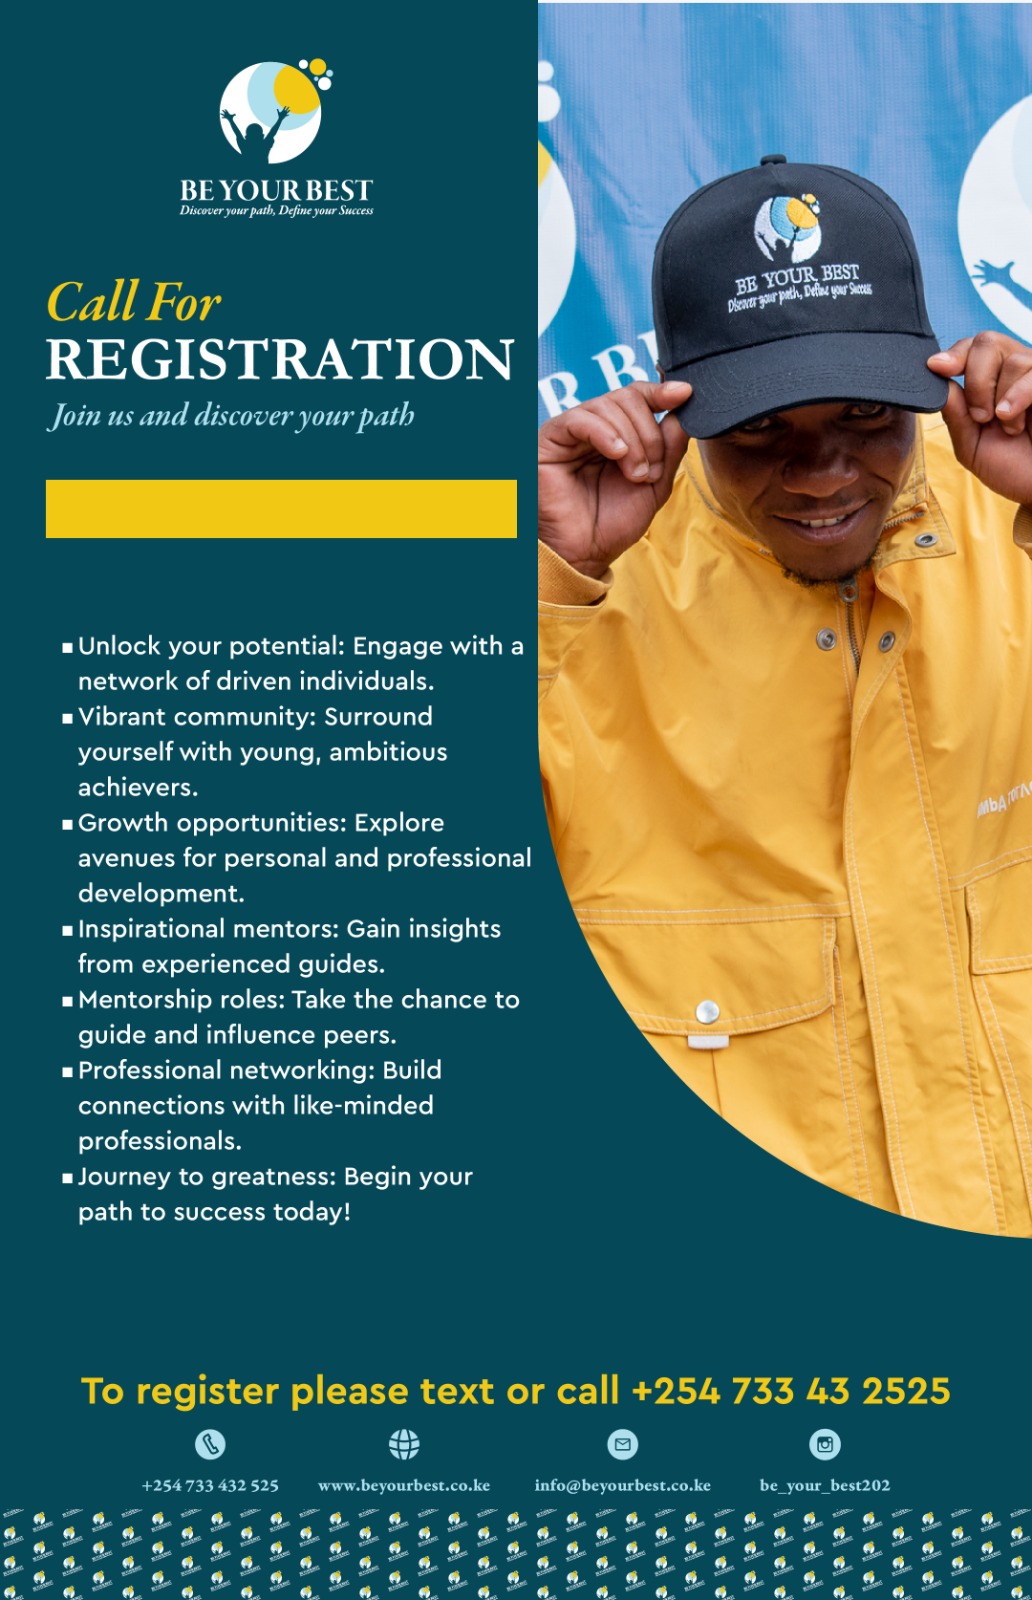 BE YOUR BEST
Discover your path, Define your Success
Call For
REGISTRATION
Join us and discover your path
▪ Unlock your potential: Engage with a
network of driven individuals.
▪ Vibrant community: Surround
yourself with young, ambitious
achievers.
▪ Growth opportunities: Explore
avenues for personal and professional
development.
▪ Inspirational mentors: Gain insights
from experienced guides.
▪ Mentorship roles: Take the chance to
guide and influence peers.
▪ Professional networking: Build
connections with like-minded
professionals.
▪ Journey to greatness: Begin your
path to success today!
BE YOUR BEST
Discover your path, Define your Success
R B
To register please text or call +254 733 43 2525
+254 733 432 525
www.beyourbest.co.ke
info@beyourbest.co.ke
be_your_best202